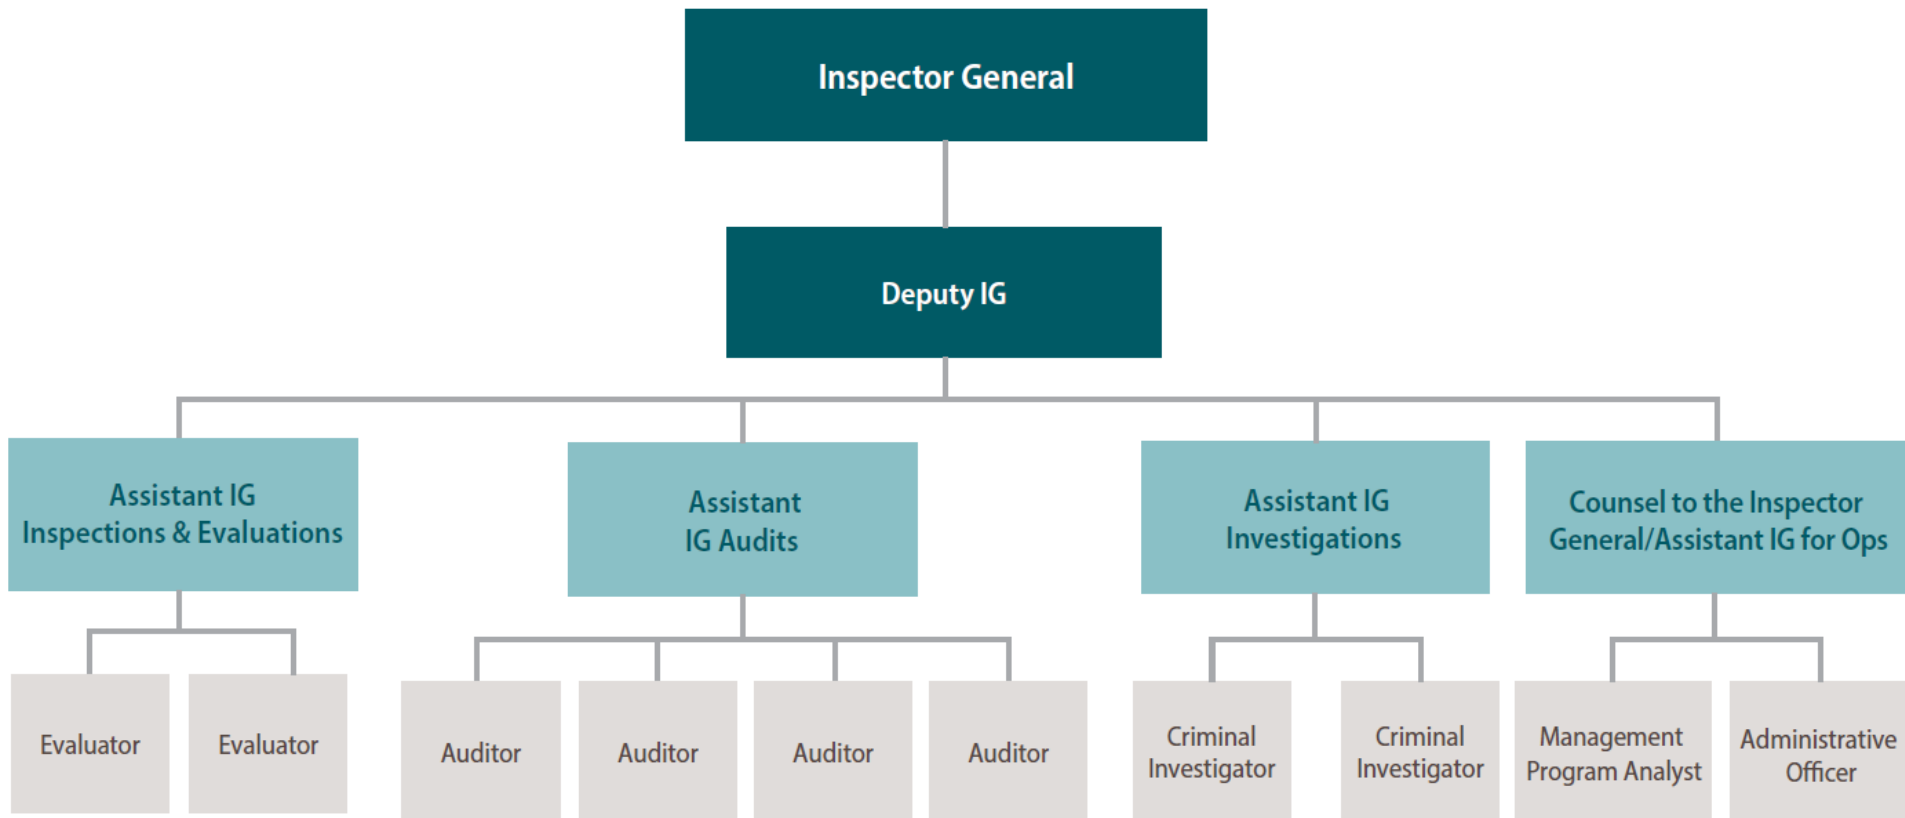 Inspector General
Deputy IG
Assistant IG
Inspections & Evaluations
Assistant
IG Audits
Assistant IG
Investigations
Counsel to the Inspector
General/Assistant IG for Ops
Evaluator
Evaluator
Auditor
Auditor
Auditor
Auditor
Criminal
Investigator
Criminal
Investigator
Management
Program Analyst
Administrative
Officer